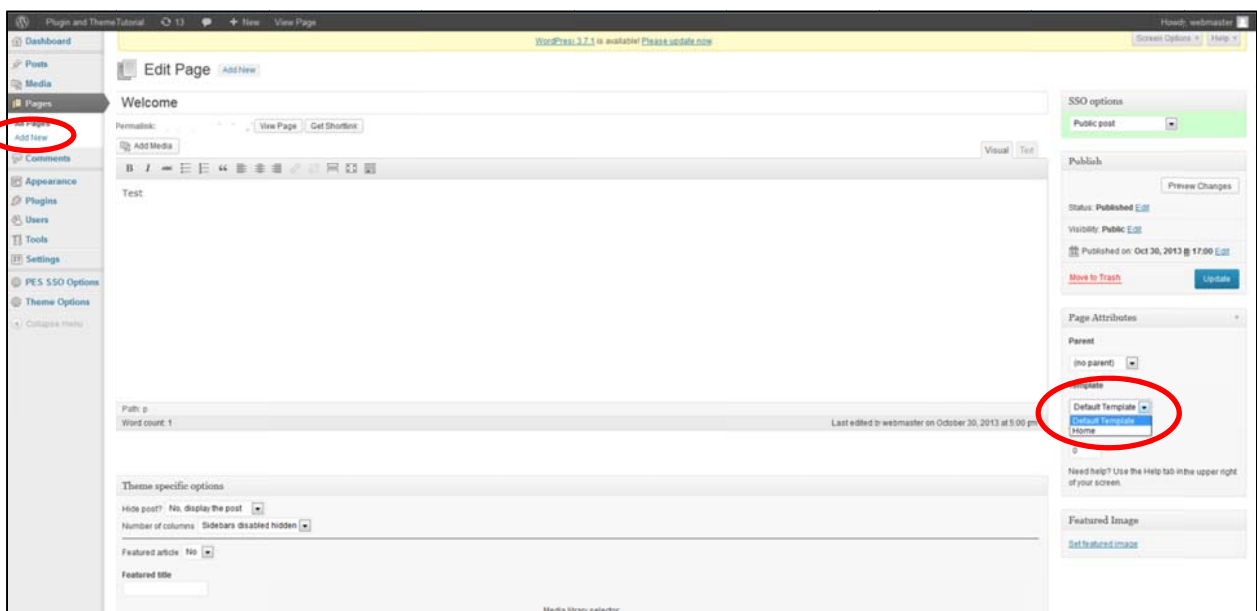 Plugin and ThemeTutorial 13 + New View Page Howdy, webmaster
WordPress 3.7.1 is available! Please update now
Screen Options Help
Dashboard
Posts
Media
Pages
All Pages
Add New
Comments
Appearance
Plugins
Users
Tools
Settings
PES SSO Options
Theme Options
Collapse menu
Edit Page Add New
Welcome
Permalink: View Page Get Shortlink
Add Media
Visual Text
B I
Test
Path: p
Word count: 1
Last edited by webmaster on October 30, 2013 at 5:00 pm
Theme specific options
Hide post? No, display the post
Number of columns Sidebars disabled hidden
Featured article No
Featured title
Media library selector
SSO options
Public post
Publish
Preview Changes
Status: Published Edit
Visibility: Public Edit
Published on: Oct 30, 2013 @ 17:00 Edit
Move to Trash Update
Page Attributes
Parent
(no parent)
Template
Default Template
Default Template
Home
0
Need help? Use the Help tab in the upper right
of your screen.
Featured Image
Set featured image